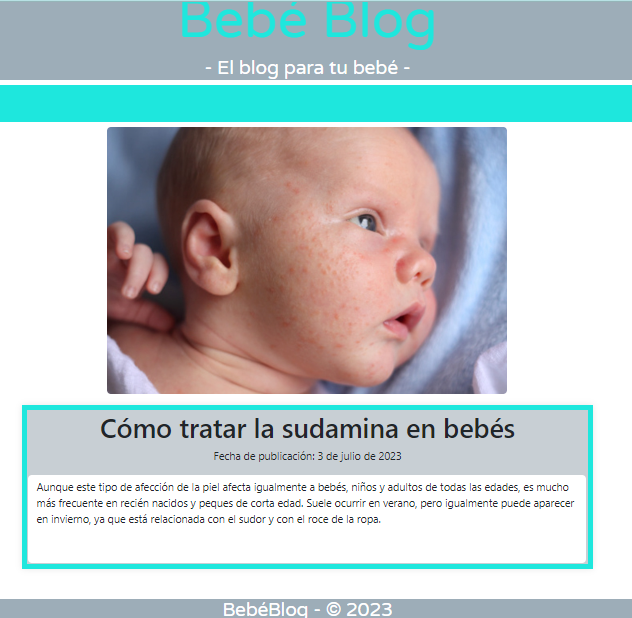 Bebé Blog
- El blog para tu bebé -
Cómo tratar la sudamina en bebés
Fecha de publicación: 3 de julio de 2023
Aunque este tipo de afección de la piel afecta igualmente a bebés, niños y adultos de todas las edades, es mucho
más frecuente en recién nacidos y peques de corta edad. Suele ocurrir en verano, pero igualmente puede aparecer
en invierno, ya que está relacionada con el sudor y con el roce de la ropa.
BebéBlog - © 2023